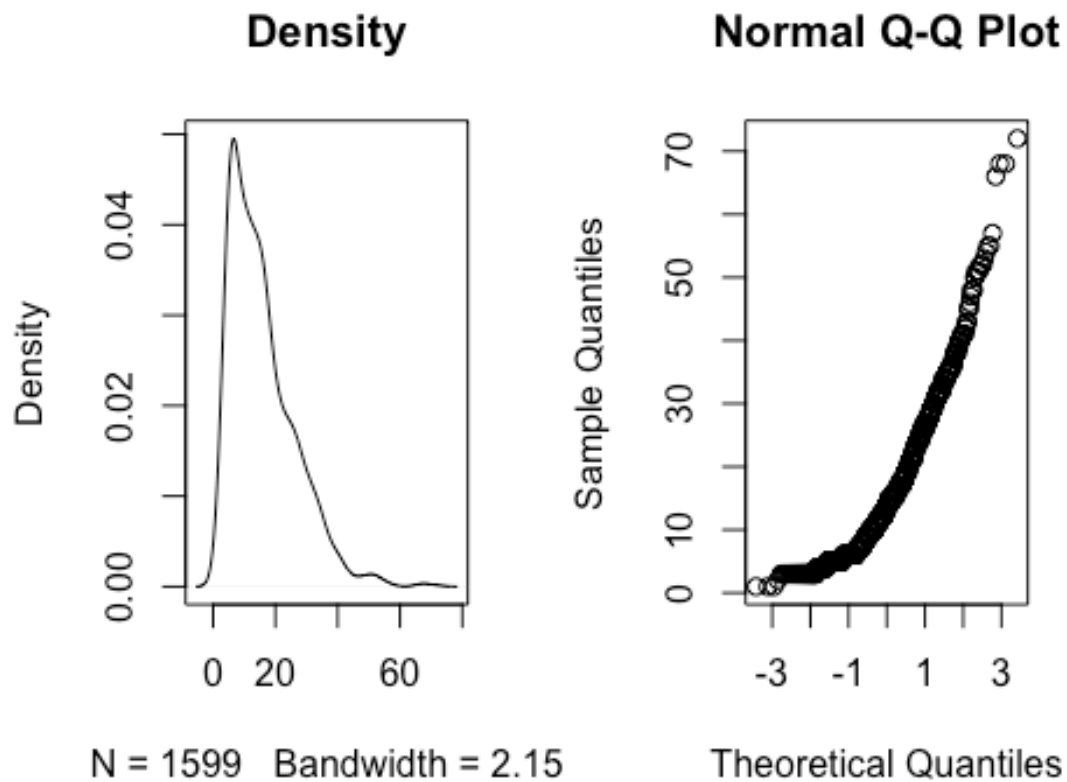 Density
Density
0.00
0.02
0.04
0 20 60
N = 1599 Bandwidth = 2.15
Normal Q-Q Plot
Sample Quantiles
0
10
30
50
70
-3 -1 1 3
Theoretical Quantiles